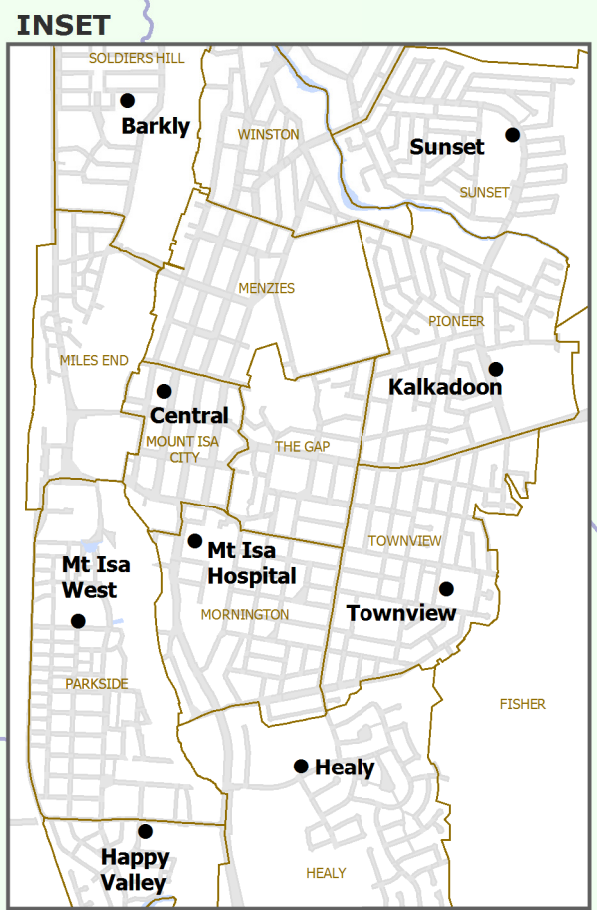 INSET
SOLDIERS HILL
Barkly
WINSTON
Sunset
SUNSET
MENZIES
PIONEER
MILES END
Kalkadoon
Central
MOUNT ISA
CITY
THE GAP
TOWNVIEW
Mt Isa
Hospital
Mt Isa
West
Townview
MORNINGTON
PARKSIDE
FISHER
Healy
Happy
Valley
HEALY